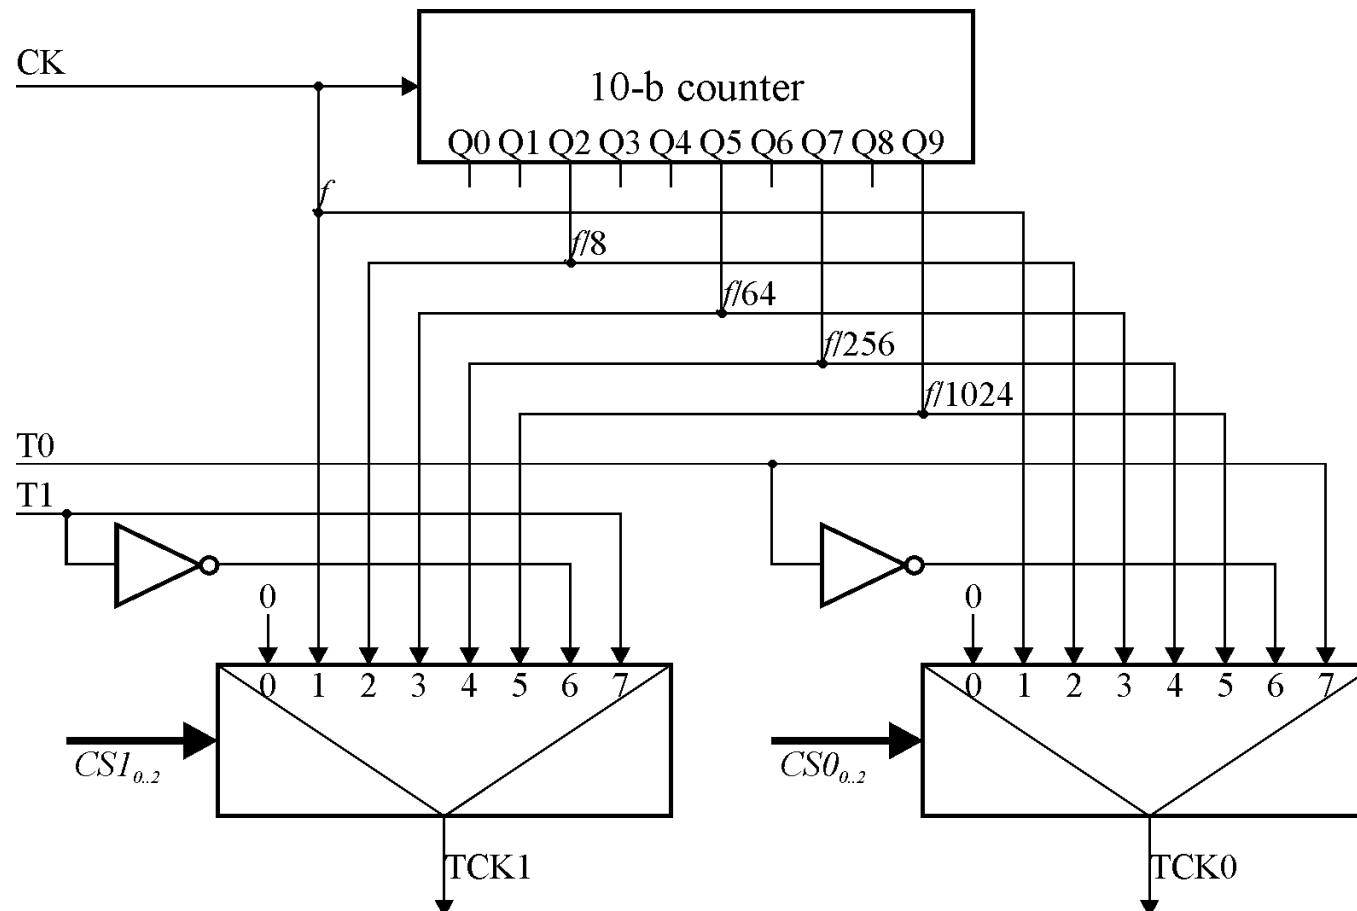 CK
10-b counter
Q0 Q1 Q2 Q3 Q4 Q5 Q6 Q7 Q8 Q9
f
f/8
f/64
f/256
f/1024
T0
T1
0 0
0 1 2 3 4 5 6 7 0 1 2 3 4 5 6 7
CS1₀..₂ CS0₀..₂
TCK1 TCK0